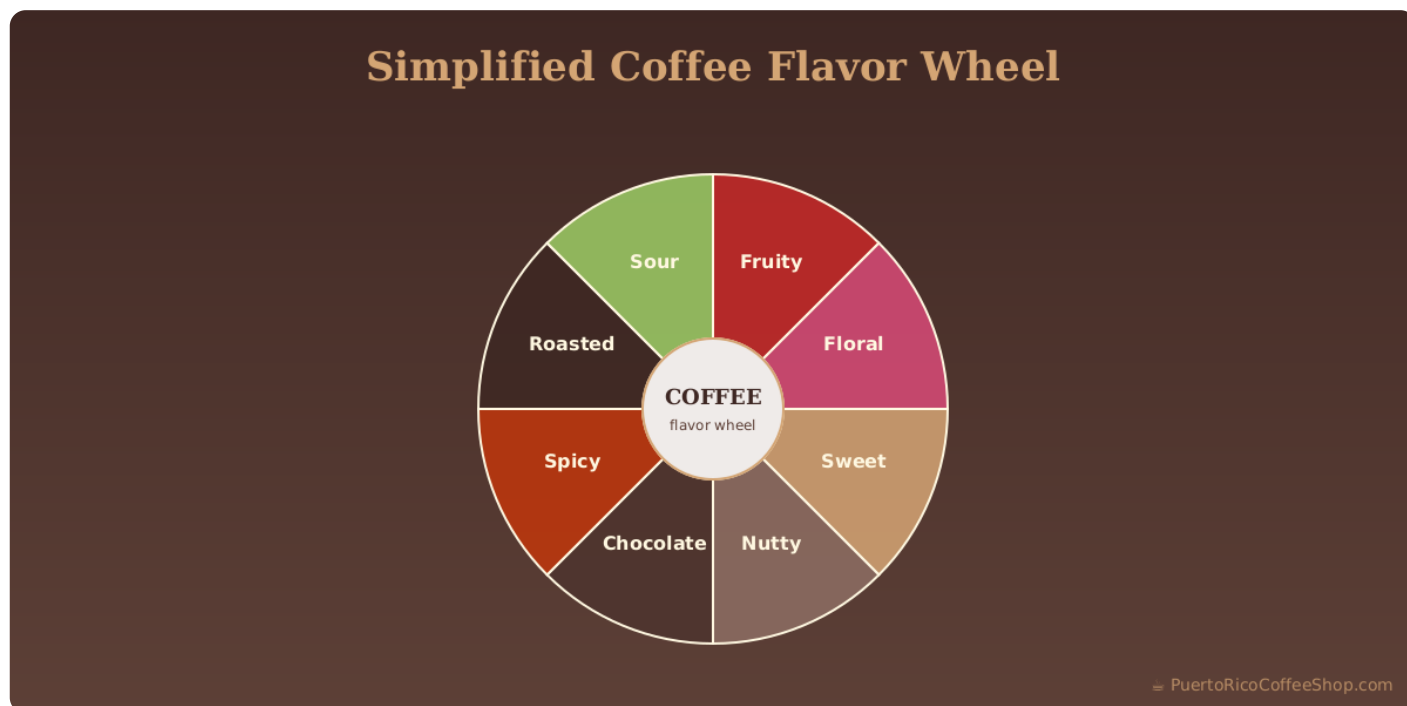 Simplified Coffee Flavor Wheel
Sour
Fruity
Roasted
Floral
COFFEE
flavor wheel
Spicy
Sweet
Chocolate
Nutty
☕ PuertoRicoCoffeeShop.com